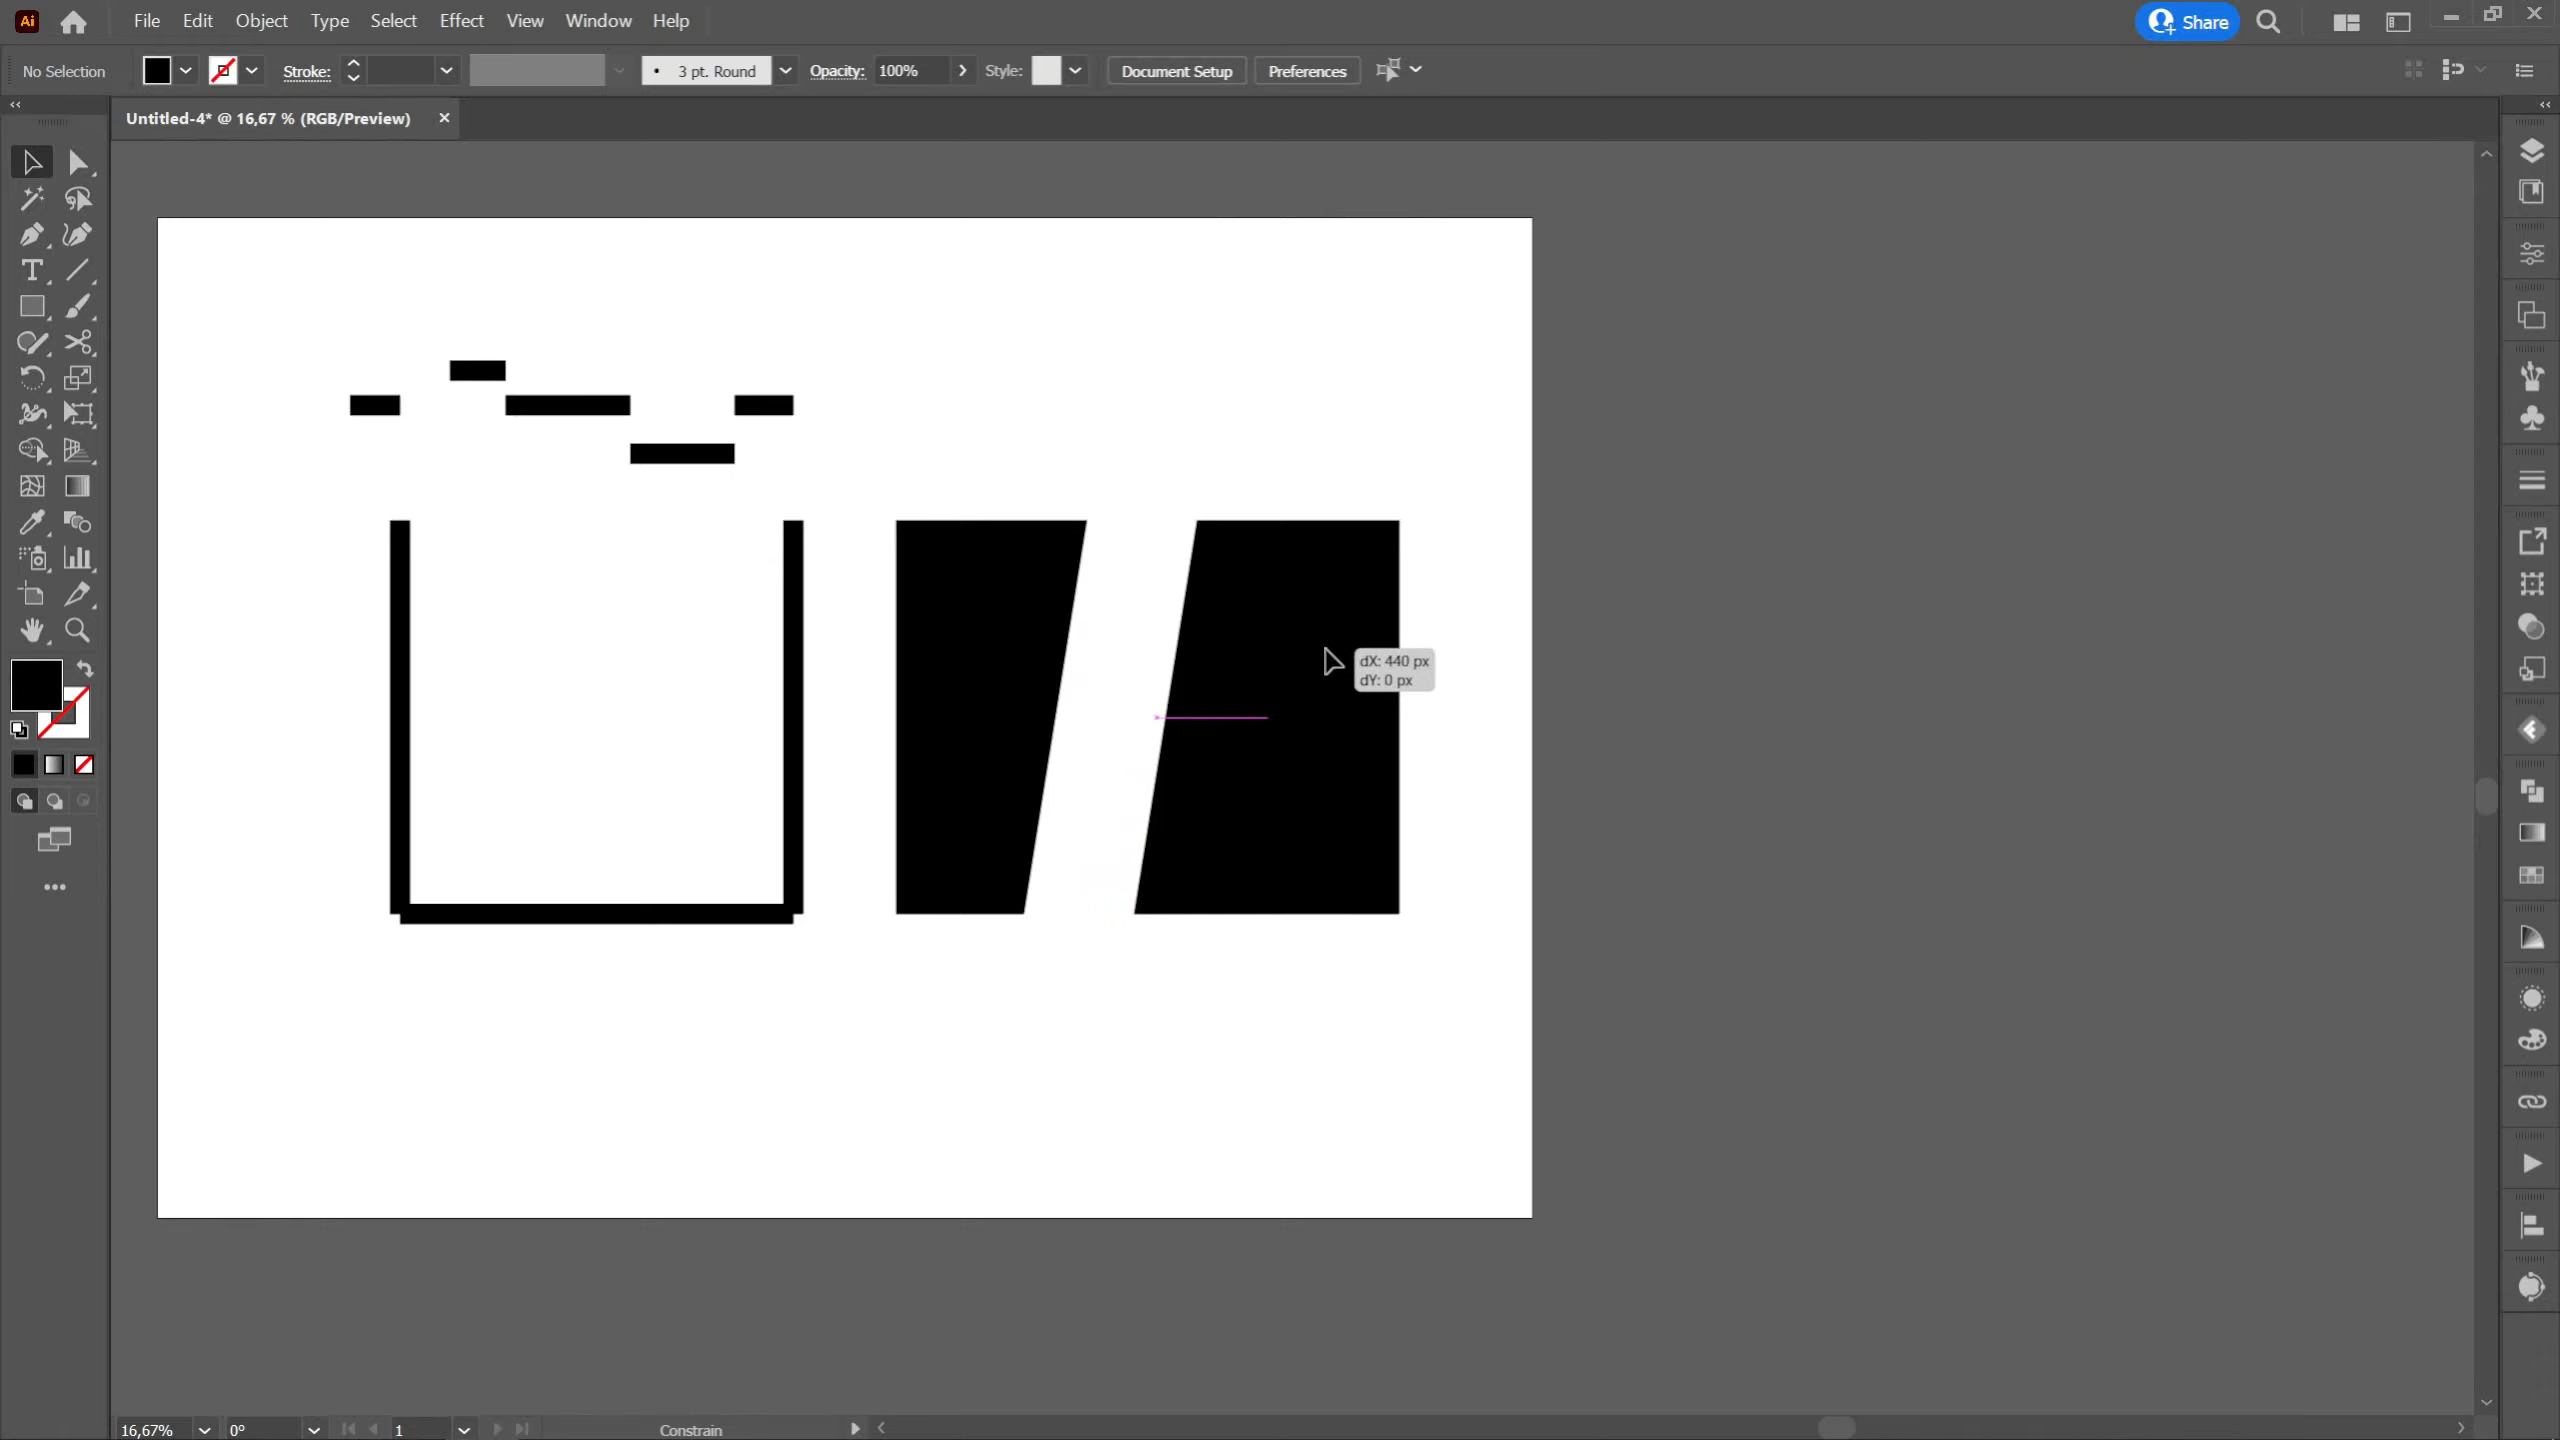 Ai File Edit Object Type Select Effect View Window Help Share
No Selection Stroke: 3 pt. Round Opacity: 100% Style: Document Setup Preferences
Untitled-4* @ 16,67 % (RGB/Preview)
dX: 440 px
dY: 0 px
16,67% 0° 1 Constrain